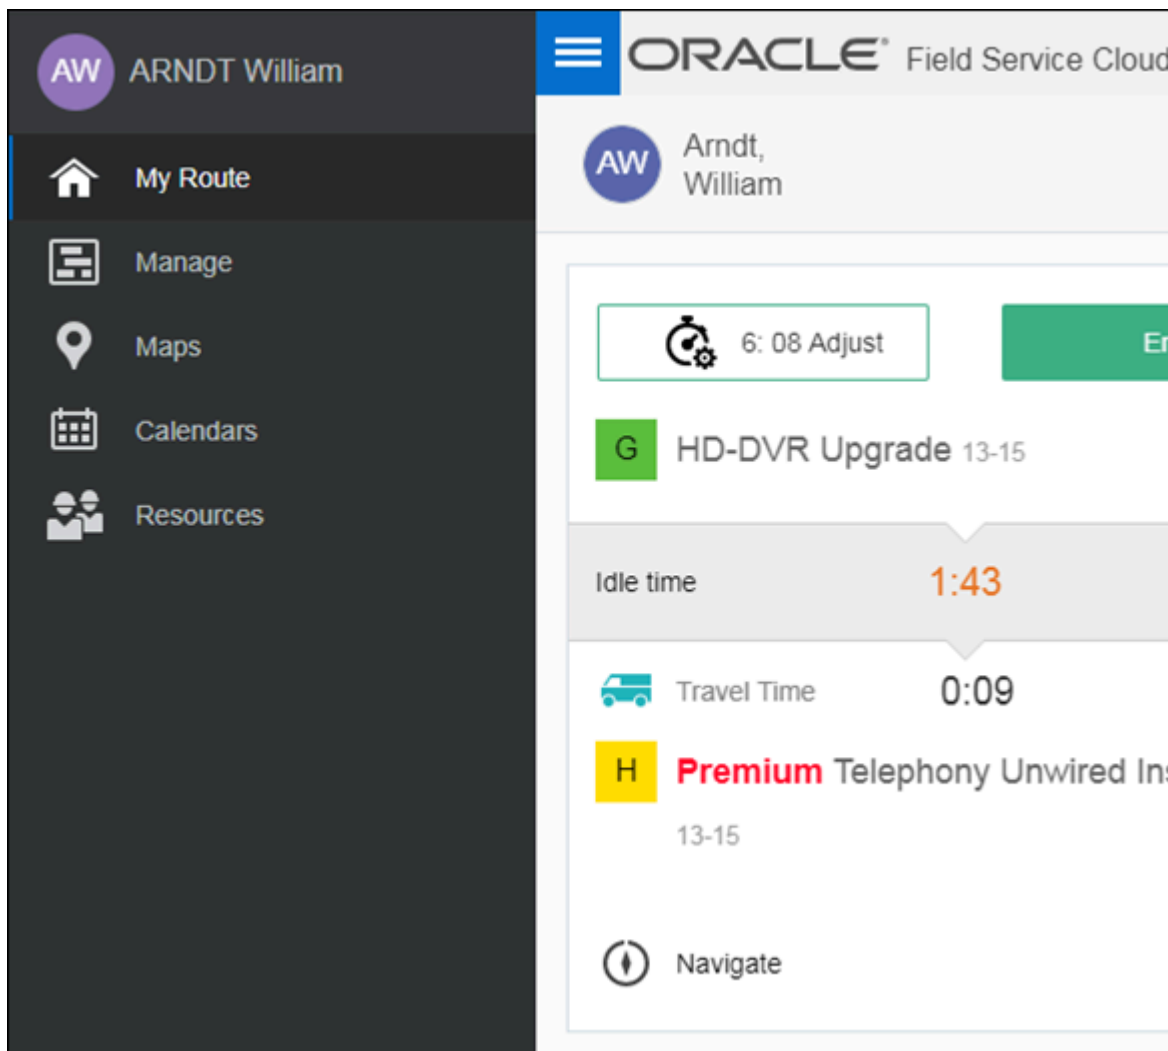 AW ARNDT William
My Route
Manage
Maps
Calendars
Resources
ORACLE® Field Service Cloud
AW
Arndt,
William
6: 08 Adjust
G HD-DVR Upgrade 13-15
Idle time 1:43
Travel Time 0:09
H Premium Telephony Unwired
13-15
Navigate